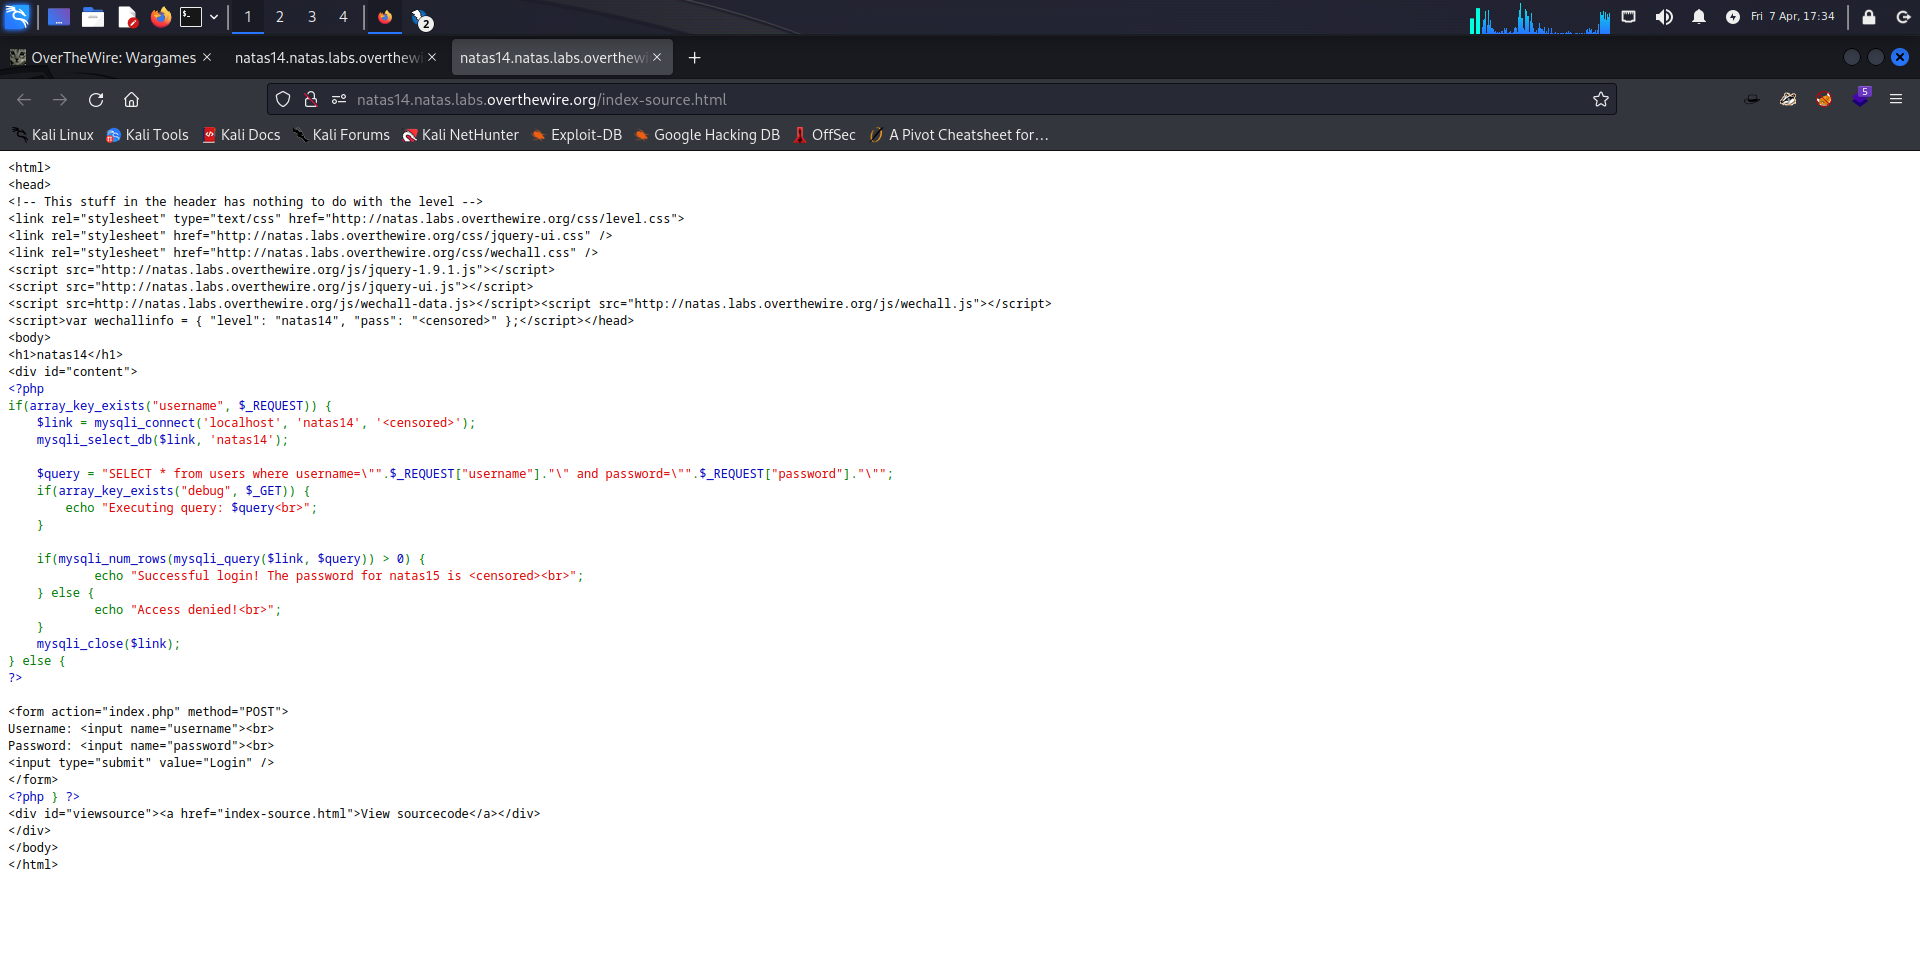 1 2 3 4 2 Fri 7 Apr, 17:34
OverTheWire: Wargames natas14.natas.labs.overthewi natas14.natas.labs.overthewi
natas14.natas.labs.overthewire.org/index-source.html 5
Kali Linux Kali Tools Kali Docs Kali Forums Kali NetHunter Exploit-DB Google Hacking DB OffSec A Pivot Cheatsheet for…
<html>
<head>
<!-- This stuff in the header has nothing to do with the level -->
<link rel="stylesheet" type="text/css" href="http://natas.labs.overthewire.org/css/level.css">
<link rel="stylesheet" href="http://natas.labs.overthewire.org/css/jquery-ui.css" />
<link rel="stylesheet" href="http://natas.labs.overthewire.org/css/wechall.css" />
<script src="http://natas.labs.overthewire.org/js/jquery-1.9.1.js"></script>
<script src="http://natas.labs.overthewire.org/js/jquery-ui.js"></script>
<script src=http://natas.labs.overthewire.org/js/wechall-data.js></script><script src="http://natas.labs.overthewire.org/js/wechall.js"></script>
<script>var wechallinfo = { "level": "natas14", "pass": "<censored>" };</script></head>
<body>
<h1>natas14</h1>
<div id="content">
<?php
if(array_key_exists("username", $_REQUEST)) {
    $link = mysqli_connect('localhost', 'natas14', '<censored>');
    mysqli_select_db($link, 'natas14');

    $query = "SELECT * from users where username=\"".$_REQUEST["username"]."\" and password=\"".$_REQUEST["password"]."\"";
    if(array_key_exists("debug", $_GET)) {
        echo "Executing query: $query<br>";
    }

    if(mysqli_num_rows(mysqli_query($link, $query)) > 0) {
            echo "Successful login! The password for natas15 is <censored><br>";
    } else {
            echo "Access denied!<br>";
    }
    mysqli_close($link);
} else {
?>

<form action="index.php" method="POST">
Username: <input name="username"><br>
Password: <input name="password"><br>
<input type="submit" value="Login" />
</form>
<?php } ?>
<div id="viewsource"><a href="index-source.html">View sourcecode</a></div>
</div>
</body>
</html>